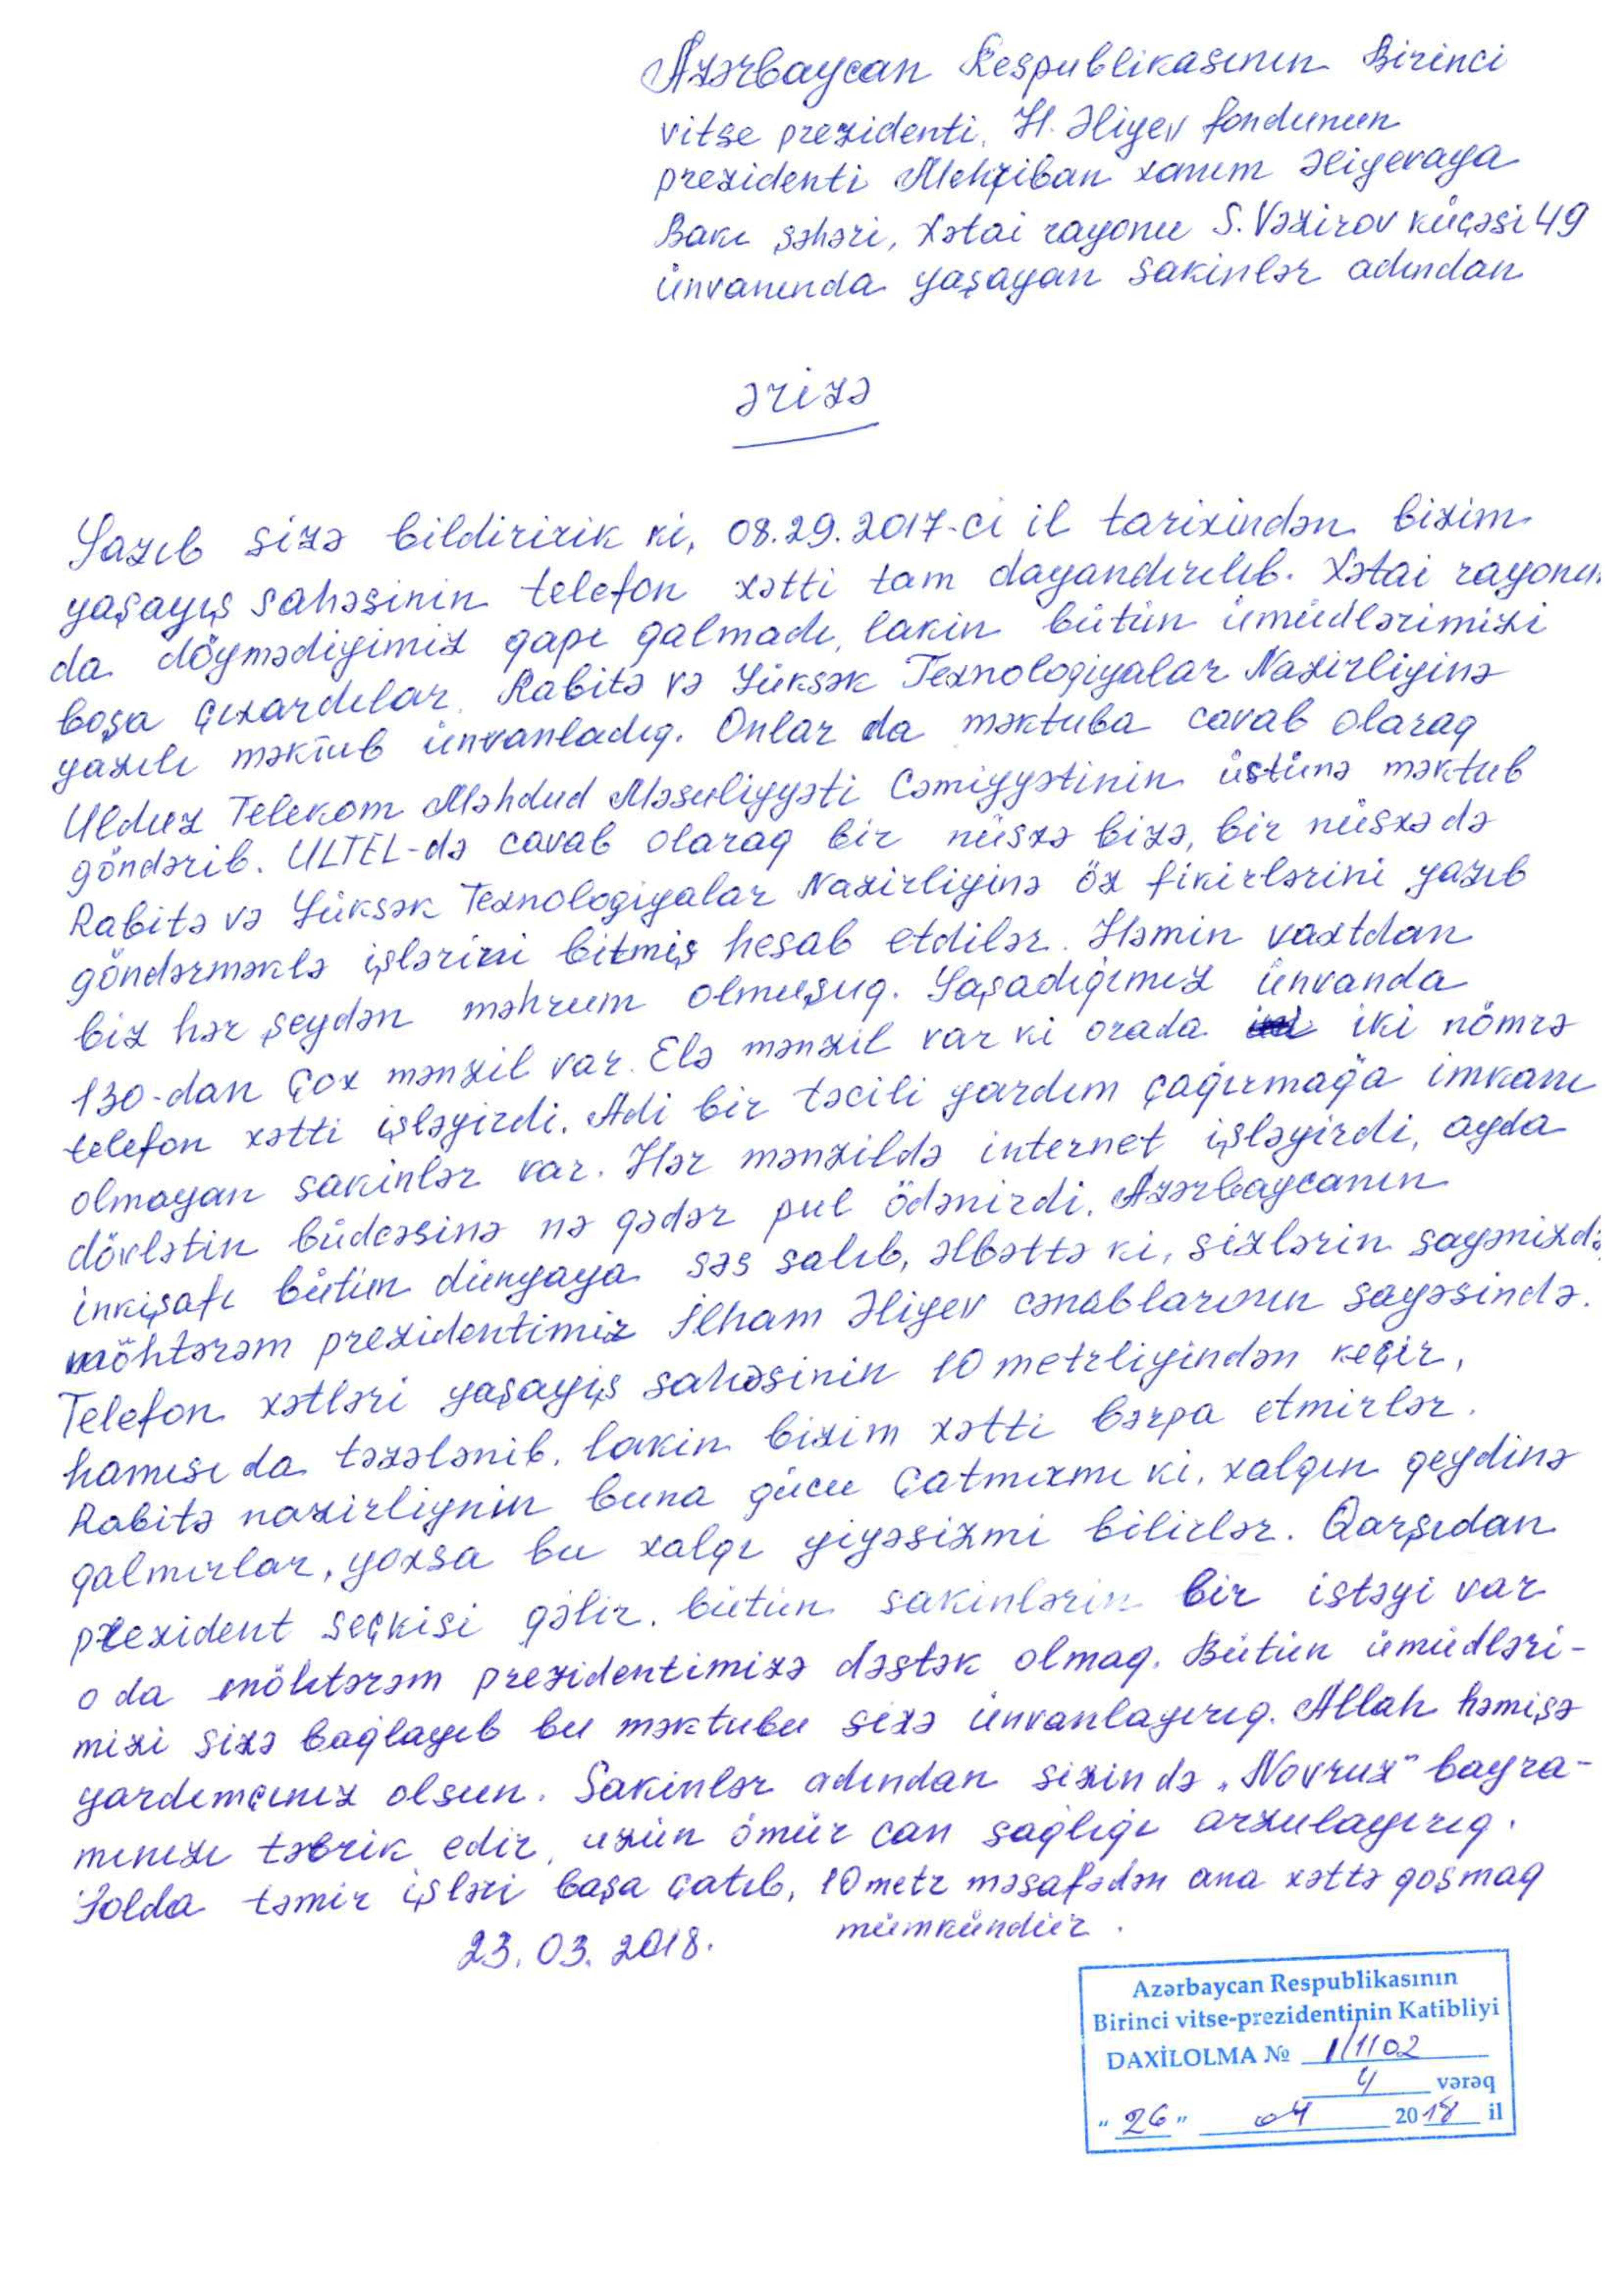 Azərbaycan Respublikasının Birinci
vitse prezidenti, H. Əliyev fondunun
prezidenti Mehriban xanım Əliyevaya
Bakı şəhəri, Xətai rayonu S. Vəzirov küçəsi 49
ünvanında yaşayan sakinlər adından
ərizə
Yazıb sizə bildiririk ki, 08.29.2017-ci il tarixindən bizim
yaşayış sahəsinin telefon xətti tam dayandırılıb. Xətai rayonun
da döymədiyimiz qapı qalmadı, lakin bütün ümüdlərimizi
boşa çıxardılar. Rabitə və Yüksək Texnologiyalar Nazirliyinə
yazılı məktub ünvanladıq. Onlar da məktuba cavab olaraq
Ulduz Telekom Məhdud Məsuliyyəti Cəmiyyətinin üstünə məktub
göndərib. ULTEL-də cavab olaraq bir nüsxə bizə, bir nüsxədə
Rabitə və Yüksək Texnologiyalar Nazirliyinə öz fikirlərini yazıb
göndərməklə işlərini bitmiş hesab etdilər. Həmin vaxtdan
biz hər şeydən məhrum olmuşuq. Yaşadığımız ünvanda
130-dan çox mənzil var. Elə mənzil var ki orada iki nömrə
telefon xətti işləyirdi. Adi bir təcili yardım çağırmağa imkanı
olmayan sakinlər var. Hər mənzildə internet işləyirdi, ayda
dövlətin büdcəsinə nə qədər pul ödənirdi. Azərbaycanın
inkişafı bütün dünyaya səs salıb, əlbəttə ki, sizlərin sayənizdə,
möhtərəm prezidentimiz İlham Əliyev cənablarının sayəsində.
Telefon xətləri yaşayış sahəsinin 10 metrliyindən keçir,
hamısı da təzələnib, lakin bizim xətti bərpa etmirlər.
Rabitə nazirliynin buna gücü çatmırmı ki, xalqın qeydinə
qalmırlar, yoxsa bu xalqı yiyəsizmi bilirlər. Qarşıdan
prezident seçkisi gəlir. bütün sakinlərin bir istəyi var
o da möhtərəm prezidentimizə dəstək olmaq. Bütün ümüdləri-
mizi sizə bağlayıb bu məktubu sizə ünvanlayırıq. Allah həmişə
yardımçınız olsun. Sakinlər adından sizin də „Novruz" bayra-
mınızı təbrik edir, uzün ömür can sağlığı arzulayırıq.
Yolda təmir işləri başa çatıb, 10 metr məsafədən ana xəttə qoşmaq
mümkündür.
23.03.2018.
Azərbaycan Respublikasının
Birinci vitse-prezidentinin Katibliyi
DAXİLOLMA № 1/1102
4 vərəq
" 26 " 04 2018 il